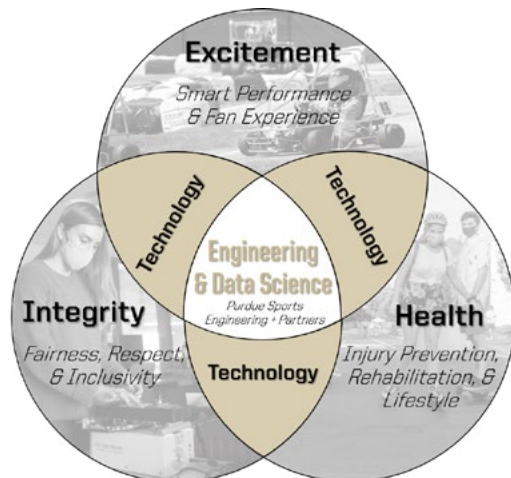 Excitement
Smart Performance
& Fan Experience
Technology
Technology
Engineering
& Data Science
Purdue Sports
Engineering + Partners
Integrity
Fairness, Respect,
& Inclusivity
Health
Injury Prevention,
Rehabilitation, &
Lifestyle
Technology